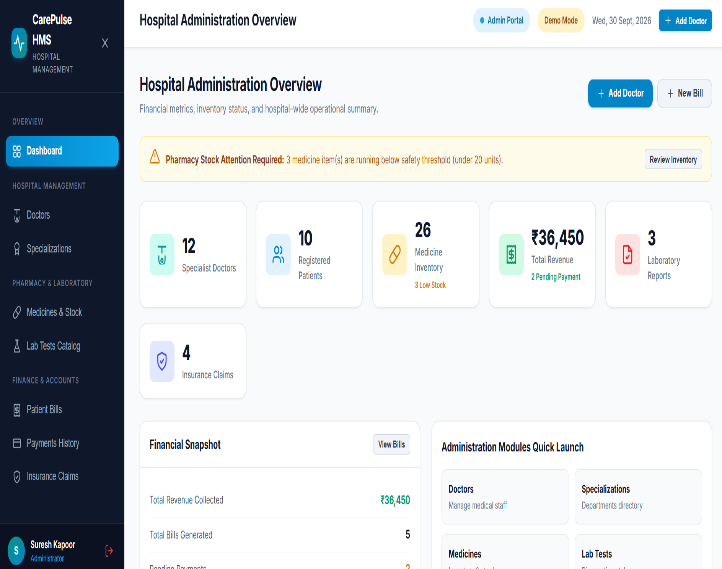 CarePulse
HMS
HOSPITAL
MANAGEMENT
X
OVERVIEW
Dashboard
HOSPITAL MANAGEMENT
Doctors
Specializations
PHARMACY & LABORATORY
Medicines & Stock
Lab Tests Catalog
FINANCE & ACCOUNTS
Patient Bills
Payments History
Insurance Claims
S
Suresh Kapoor
Administrator
Hospital Administration Overview
Admin Portal
Demo Mode
Wed, 30 Sept, 2026
+ Add Doctor
Hospital Administration Overview
Financial metrics, inventory status, and hospital-wide operational summary.
+ Add Doctor
+ New Bill
Pharmacy Stock Attention Required: 3 medicine item(s) are running below safety threshold (under 20 units).
Review Inventory
12
Specialist Doctors
10
Registered
Patients
26
Medicine
Inventory
3 Low Stock
₹36,450
Total Revenue
2 Pending Payment
3
Laboratory
Reports
4
Insurance Claims
Financial Snapshot
View Bills
Total Revenue Collected
₹36,450
Total Bills Generated
5
Pending Payments
2
Administration Modules Quick Launch
Doctors
Manage medical staff
Specializations
Departments directory
Medicines
Lab Tests